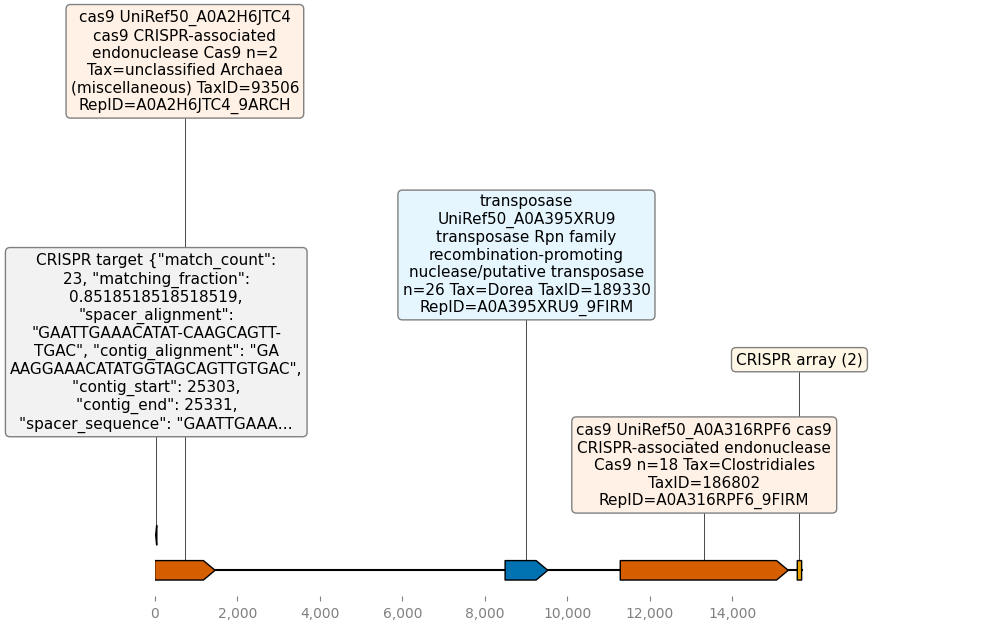 cas9 UniRef50_A0A2H6JTC4
cas9 CRISPR-associated
endonuclease Cas9 n=2
Tax=unclassified Archaea
(miscellaneous) TaxID=93506
RepID=A0A2H6JTC4_9ARCH
transposase
UniRef50_A0A395XRU9
transposase Rpn family
recombination-promoting
nuclease/putative transposase
n=26 Tax=Dorea TaxID=189330
RepID=A0A395XRU9_9FIRM
CRISPR target {"match_count":
23, "matching_fraction":
0.8518518518518519,
"spacer_alignment":
"GAATTGAAACATAT-CAAGCAGTT-
TGAC", "contig_alignment": "GA
AAGGAAACATATGGTAGCAGTTGTGAC",
"contig_start": 25303,
"contig_end": 25331,
"spacer_sequence": "GAATTGAAA...
CRISPR array (2)
cas9 UniRef50_A0A316RPF6 cas9
CRISPR-associated endonuclease
Cas9 n=18 Tax=Clostridiales
TaxID=186802
RepID=A0A316RPF6_9FIRM
0 2,000 4,000 6,000 8,000 10,000 12,000 14,000